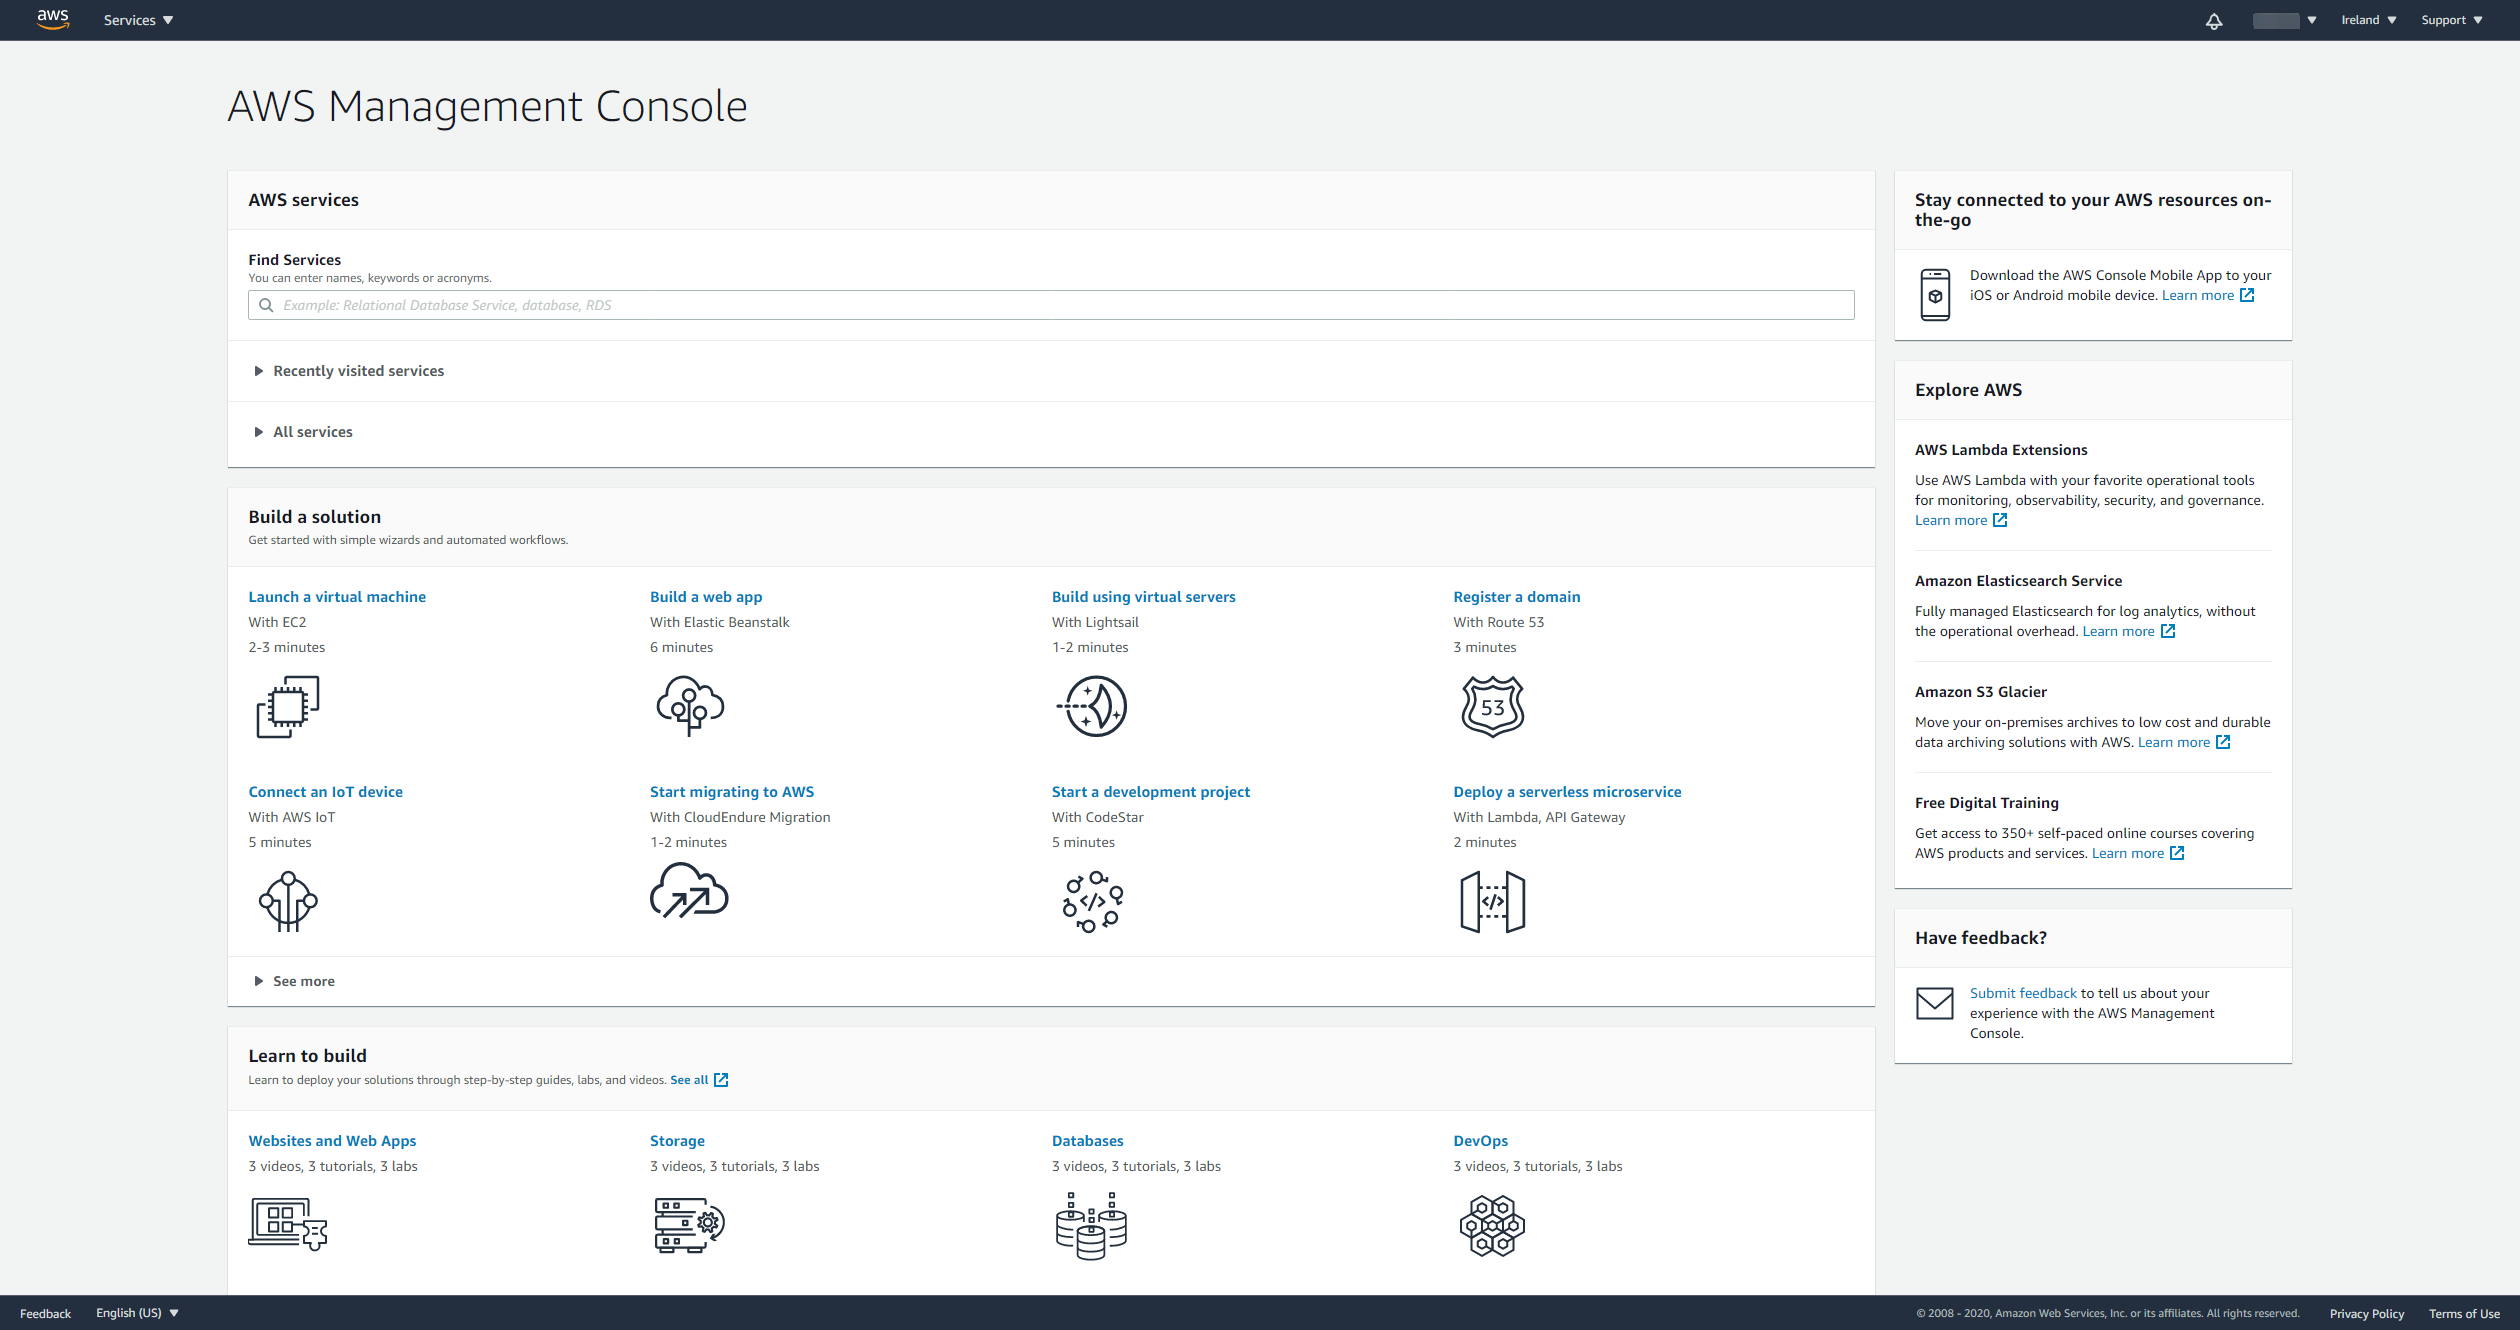 aws Services Ireland Support
AWS Management Console
AWS services
Find Services
You can enter names, keywords or acronyms.
Example: Relational Database Service, database, RDS
Recently visited services
All services
Build a solution
Get started with simple wizards and automated workflows.
Launch a virtual machine
With EC2
2-3 minutes
Build a web app
With Elastic Beanstalk
6 minutes
Build using virtual servers
With Lightsail
1-2 minutes
Register a domain
With Route 53
3 minutes
53
Connect an IoT device
With AWS IoT
5 minutes
Start migrating to AWS
With CloudEndure Migration
1-2 minutes
Start a development project
With CodeStar
5 minutes
</>
Deploy a serverless microservice
With Lambda, API Gateway
2 minutes
</>
See more
Learn to build
Learn to deploy your solutions through step-by-step guides, labs, and videos. See all
Websites and Web Apps
3 videos, 3 tutorials, 3 labs
Storage
3 videos, 3 tutorials, 3 labs
Databases
3 videos, 3 tutorials, 3 labs
DevOps
3 videos, 3 tutorials, 3 labs
Stay connected to your AWS resources on-
the-go
Download the AWS Console Mobile App to your
iOS or Android mobile device. Learn more
Explore AWS
AWS Lambda Extensions
Use AWS Lambda with your favorite operational tools
for monitoring, observability, security, and governance.
Learn more
Amazon Elasticsearch Service
Fully managed Elasticsearch for log analytics, without
the operational overhead. Learn more
Amazon S3 Glacier
Move your on-premises archives to low cost and durable
data archiving solutions with AWS. Learn more
Free Digital Training
Get access to 350+ self-paced online courses covering
AWS products and services. Learn more
Have feedback?
Submit feedback to tell us about your
experience with the AWS Management
Console.
Feedback English (US) © 2008 - 2020, Amazon Web Services, Inc. or its affiliates. All rights reserved. Privacy Policy Terms of Use